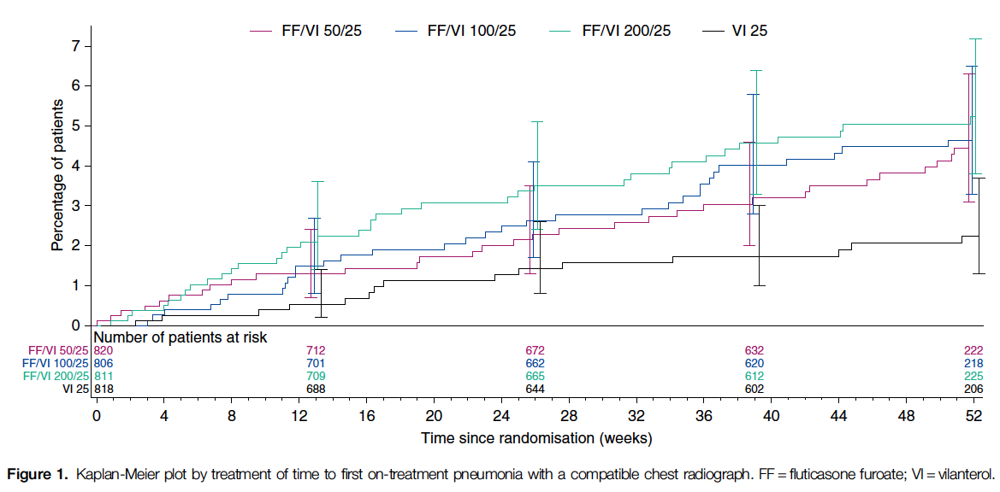 FF/VI 50/25 FF/VI 100/25 FF/VI 200/25 VI 25
Percentage of patients
7
6
5
4
3
2
1
0
Number of patients at risk
FF/VI 50/25 820 712 672 632 222
FF/VI 100/25 806 701 662 620 218
FF/VI 200/25 811 709 665 612 225
VI 25 818 688 644 602 206
0 4 8 12 16 20 24 28 32 36 40 44 48 52
Time since randomisation (weeks)
Figure 1. Kaplan-Meier plot by treatment of time to first on-treatment pneumonia with a compatible chest radiograph. FF = fluticasone furoate; VI = vilanterol.